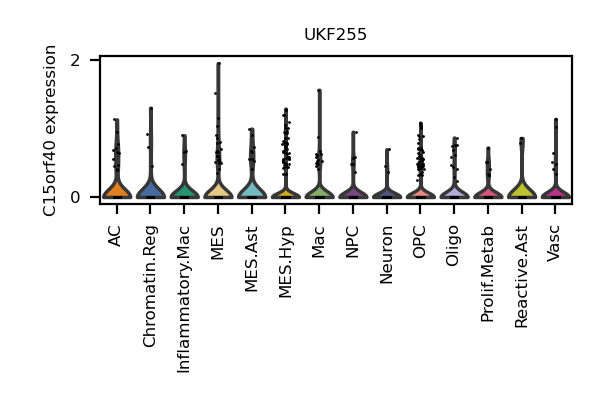 UKF255
C15orf40 expression
2
0
AC
Chromatin.Reg
Inflammatory.Mac
MES
MES.Ast
MES.Hyp
Mac
NPC
Neuron
OPC
Oligo
Prolif.Metab
Reactive.Ast
Vasc